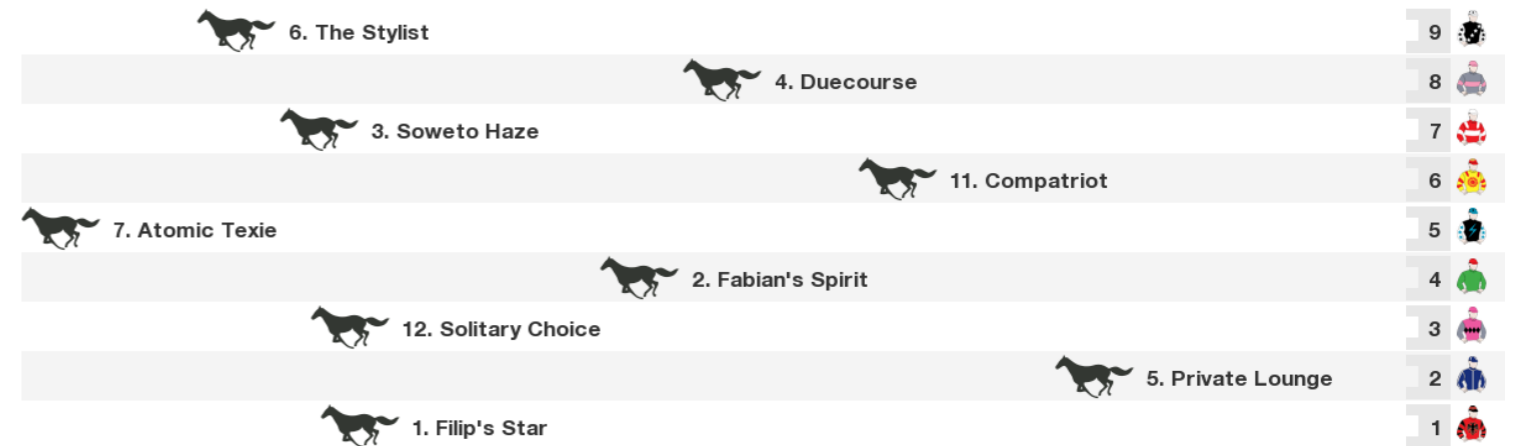 6. The Stylist 9
4. Duecourse 8
3. Soweto Haze 7
11. Compatriot 6
7. Atomic Texie 5
2. Fabian's Spirit 4
12. Solitary Choice 3
5. Private Lounge 2
1. Filip's Star 1